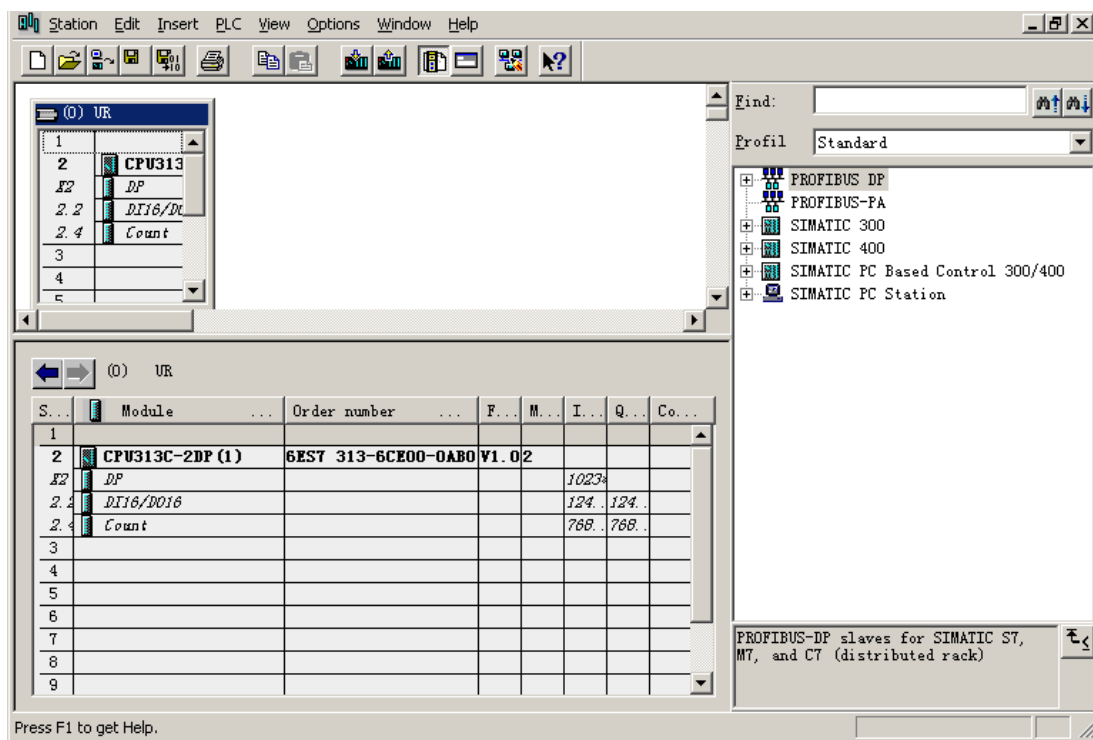 Station Edit Insert PLC View Options Window Help
(0) UR
1
2 CPU313
X2 DP
2.2 DI16/DO
2.4 Count
3
4
5
Find:
Profil Standard
PROFIBUS DP
PROFIBUS-PA
SIMATIC 300
SIMATIC 400
SIMATIC PC Based Control 300/400
SIMATIC PC Station
(0) UR
S... Module ... Order number ... F... M... I... Q... Co...
1
2 CPU313C-2DP(1) 6ES7 313-6CE00-0AB0 V1.0 2
X2 DP 1023*
2.2 DI16/DO16 124.. 124..
2.4 Count 768.. 768..
3
4
5
6
7
8
9
PROFIBUS-DP slaves for SIMATIC S7,
M7, and C7 (distributed rack)
Press F1 to get Help.